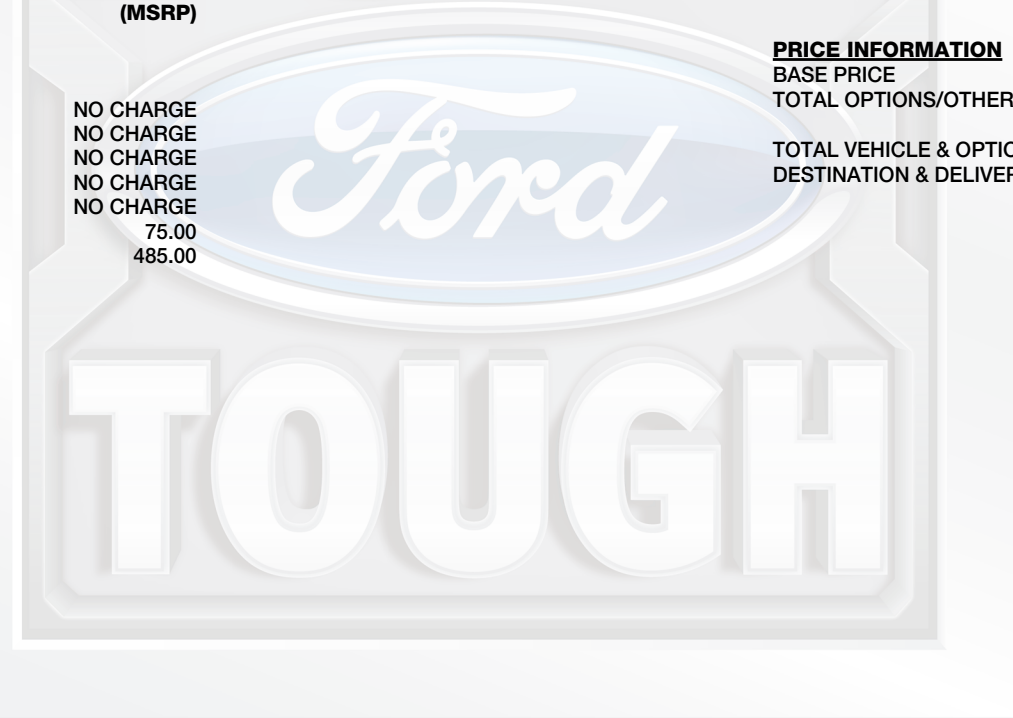 (MSRP)
NO CHARGE
NO CHARGE
NO CHARGE
NO CHARGE
NO CHARGE
75.00
485.00
PRICE INFORMATION
BASE PRICE
TOTAL OPTIONS/OTHER
TOTAL VEHICLE & OPTIO
DESTINATION & DELIVER
Ford
TOUGH